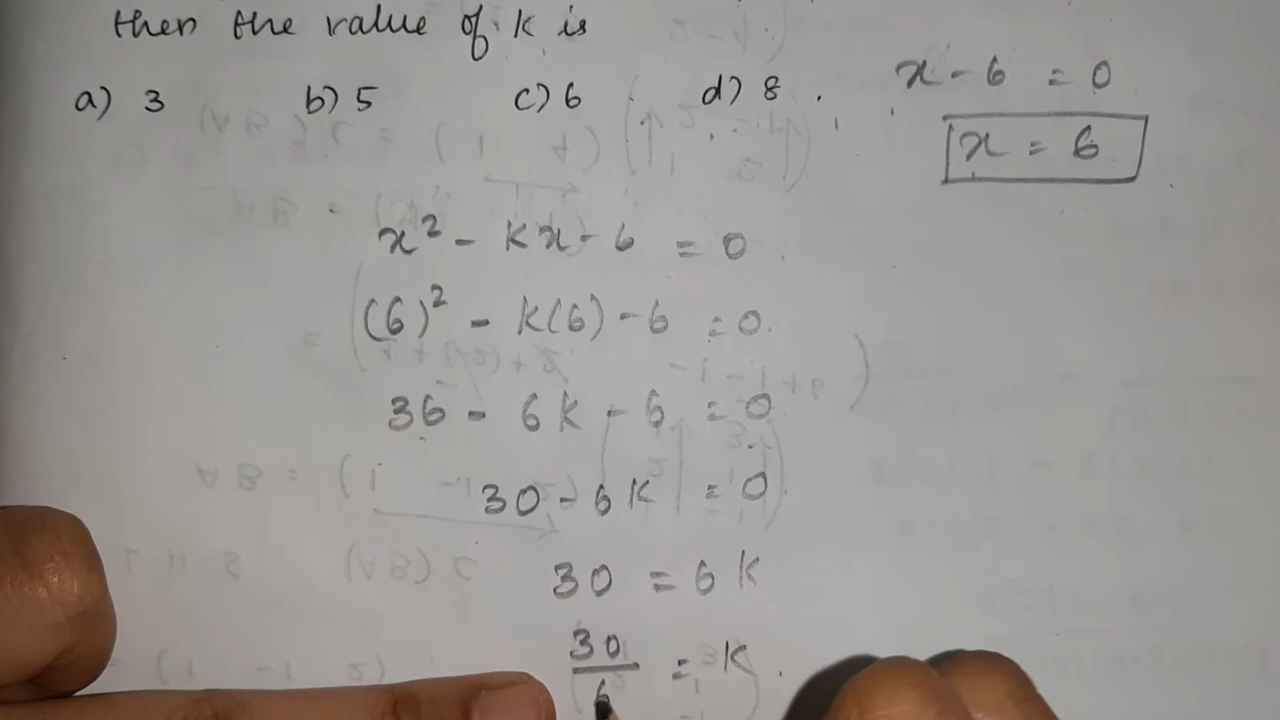 then the value of k is
a) 3 b) 5 c) 6 d) 8 .
x - 6 = 0
x = 6
x² - kx - 6 = 0
(6)² - k(6) - 6 = 0.
36 - 6k - 6 = 0
30 - 6k = 0
30 = 6k
30/6 = k